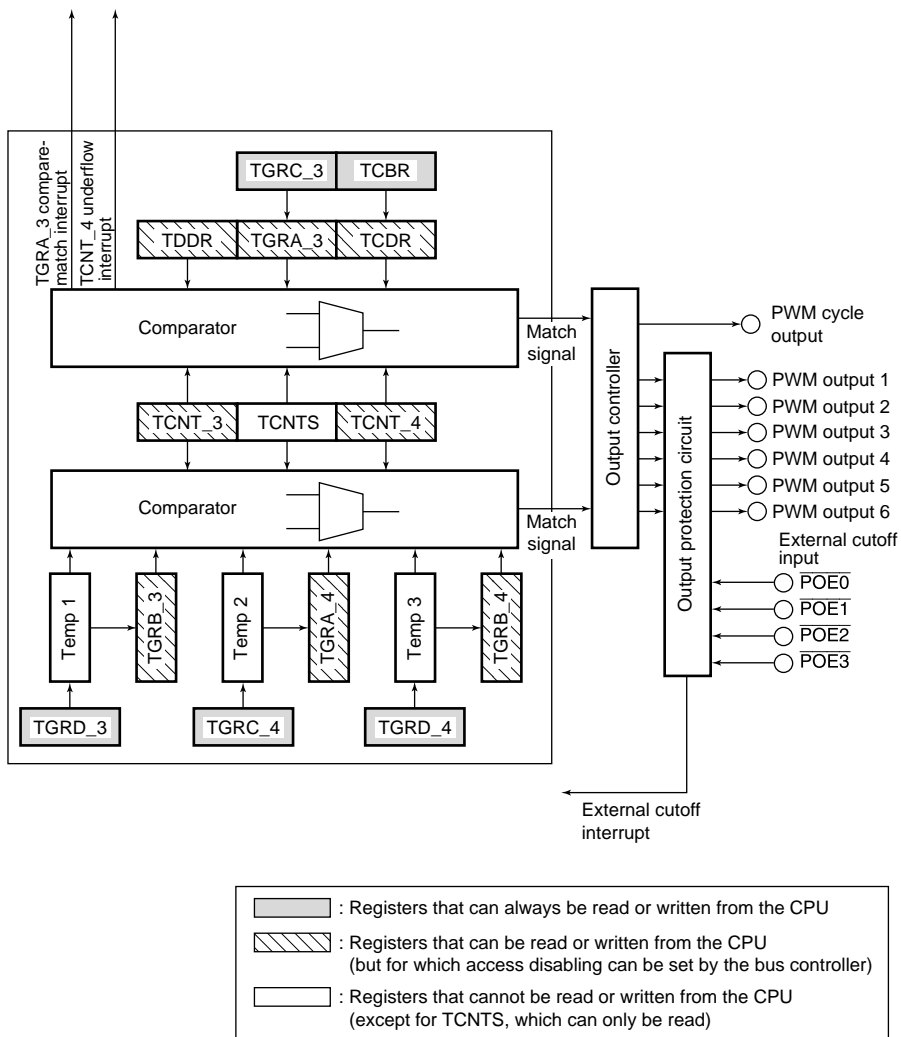 TGRA_3 compare-
match interrupt
TCNT_4 underflow
interrupt
TGRC_3
TCBR
TDDR
TGRA_3
TCDR
Comparator
Match
signal
PWM cycle
output
Output controller
Output protection circuit
PWM output 1
PWM output 2
PWM output 3
PWM output 4
PWM output 5
PWM output 6
TCNT_3
TCNTS
TCNT_4
Comparator
Match
signal
External cutoff
input
POE0
POE1
POE2
POE3
Temp 1
TGRB_3
Temp 2
TGRA_4
Temp 3
TGRB_4
TGRD_3
TGRC_4
TGRD_4
External cutoff
interrupt
: Registers that can always be read or written from the CPU
: Registers that can be read or written from the CPU
(but for which access disabling can be set by the bus controller)
: Registers that cannot be read or written from the CPU
(except for TCNTS, which can only be read)